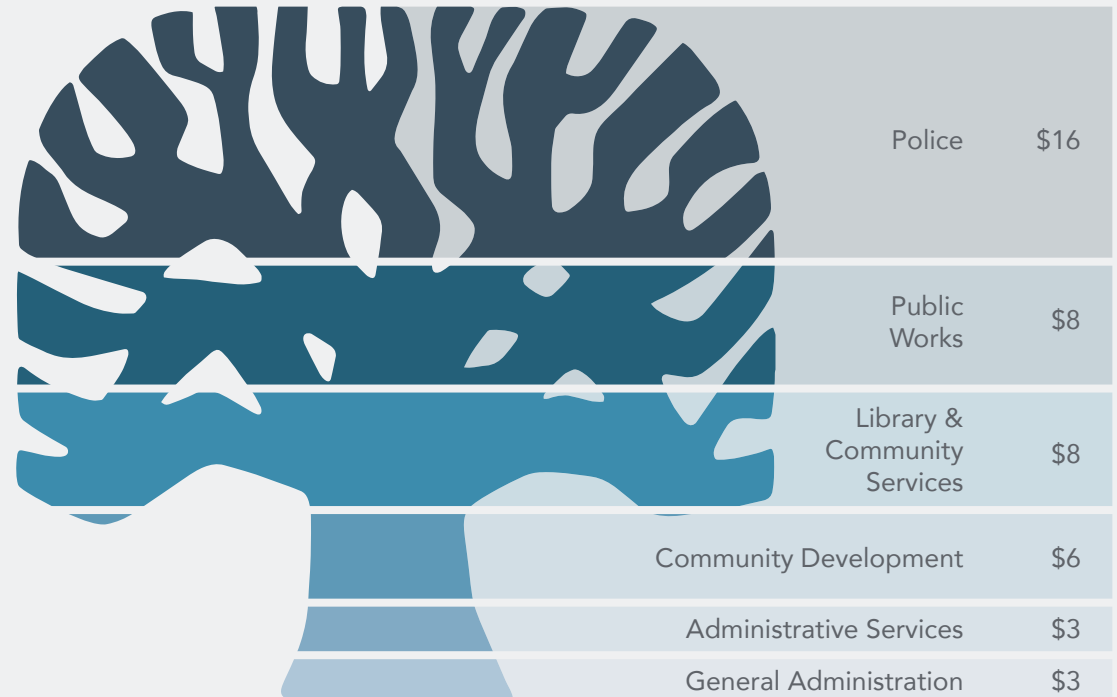 Police $16
Public
Works $8
Library &
Community $8
Services
Community Development $6
Administrative Services $3
General Administration $3